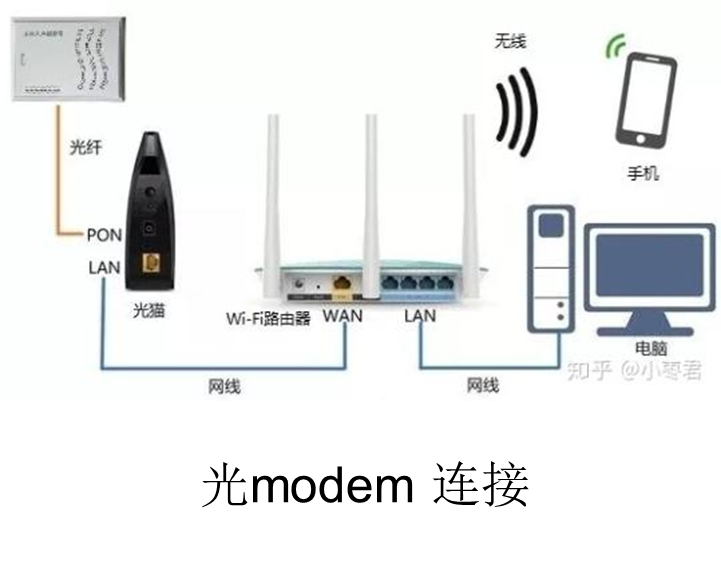 无线
光纤
手机
PON
LAN
光猫
Wi-Fi路由器 WAN LAN
电脑
网线
网线
知乎 @小枣君
光modem 连接